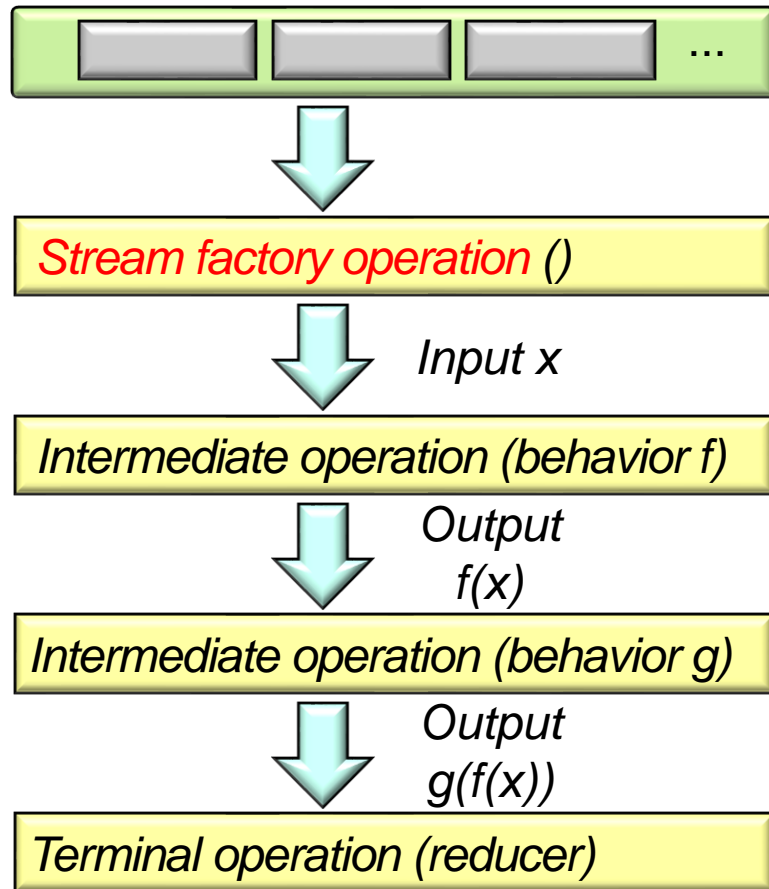 ...
Stream factory operation ()
Input x
Intermediate operation (behavior f)
Output
f(x)
Intermediate operation (behavior g)
Output
g(f(x))
Terminal operation (reducer)